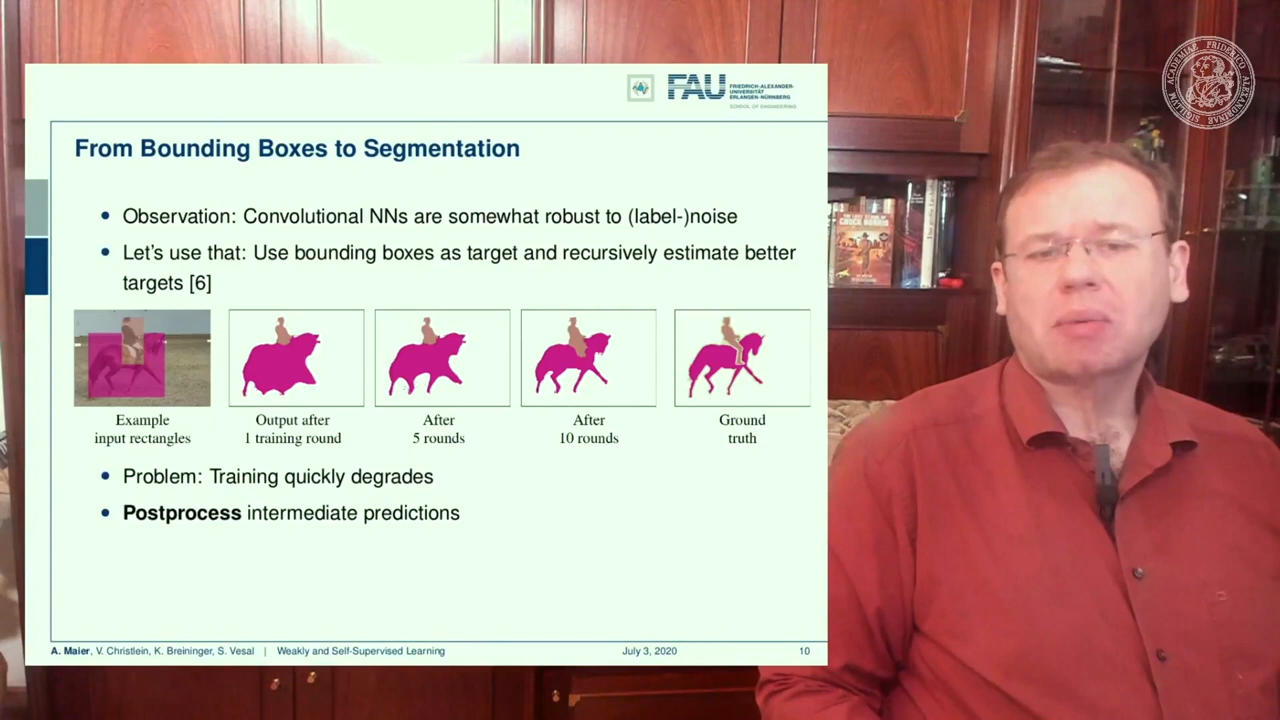 FAU
FRIEDRICH-ALEXANDER-
UNIVERSITÄT
ERLANGEN-NÜRNBERG
SCHOOL OF ENGINEERING
From Bounding Boxes to Segmentation
• Observation: Convolutional NNs are somewhat robust to (label-)noise
• Let's use that: Use bounding boxes as target and recursively estimate better
targets [6]
Example
input rectangles
Output after
1 training round
After
5 rounds
After
10 rounds
Ground
truth
• Problem: Training quickly degrades
• Postprocess intermediate predictions
A. Maier, V. Christlein, K. Breininger, S. Vesal | Weakly and Self-Supervised Learning
July 3, 2020
10
CHUCK NORRIS